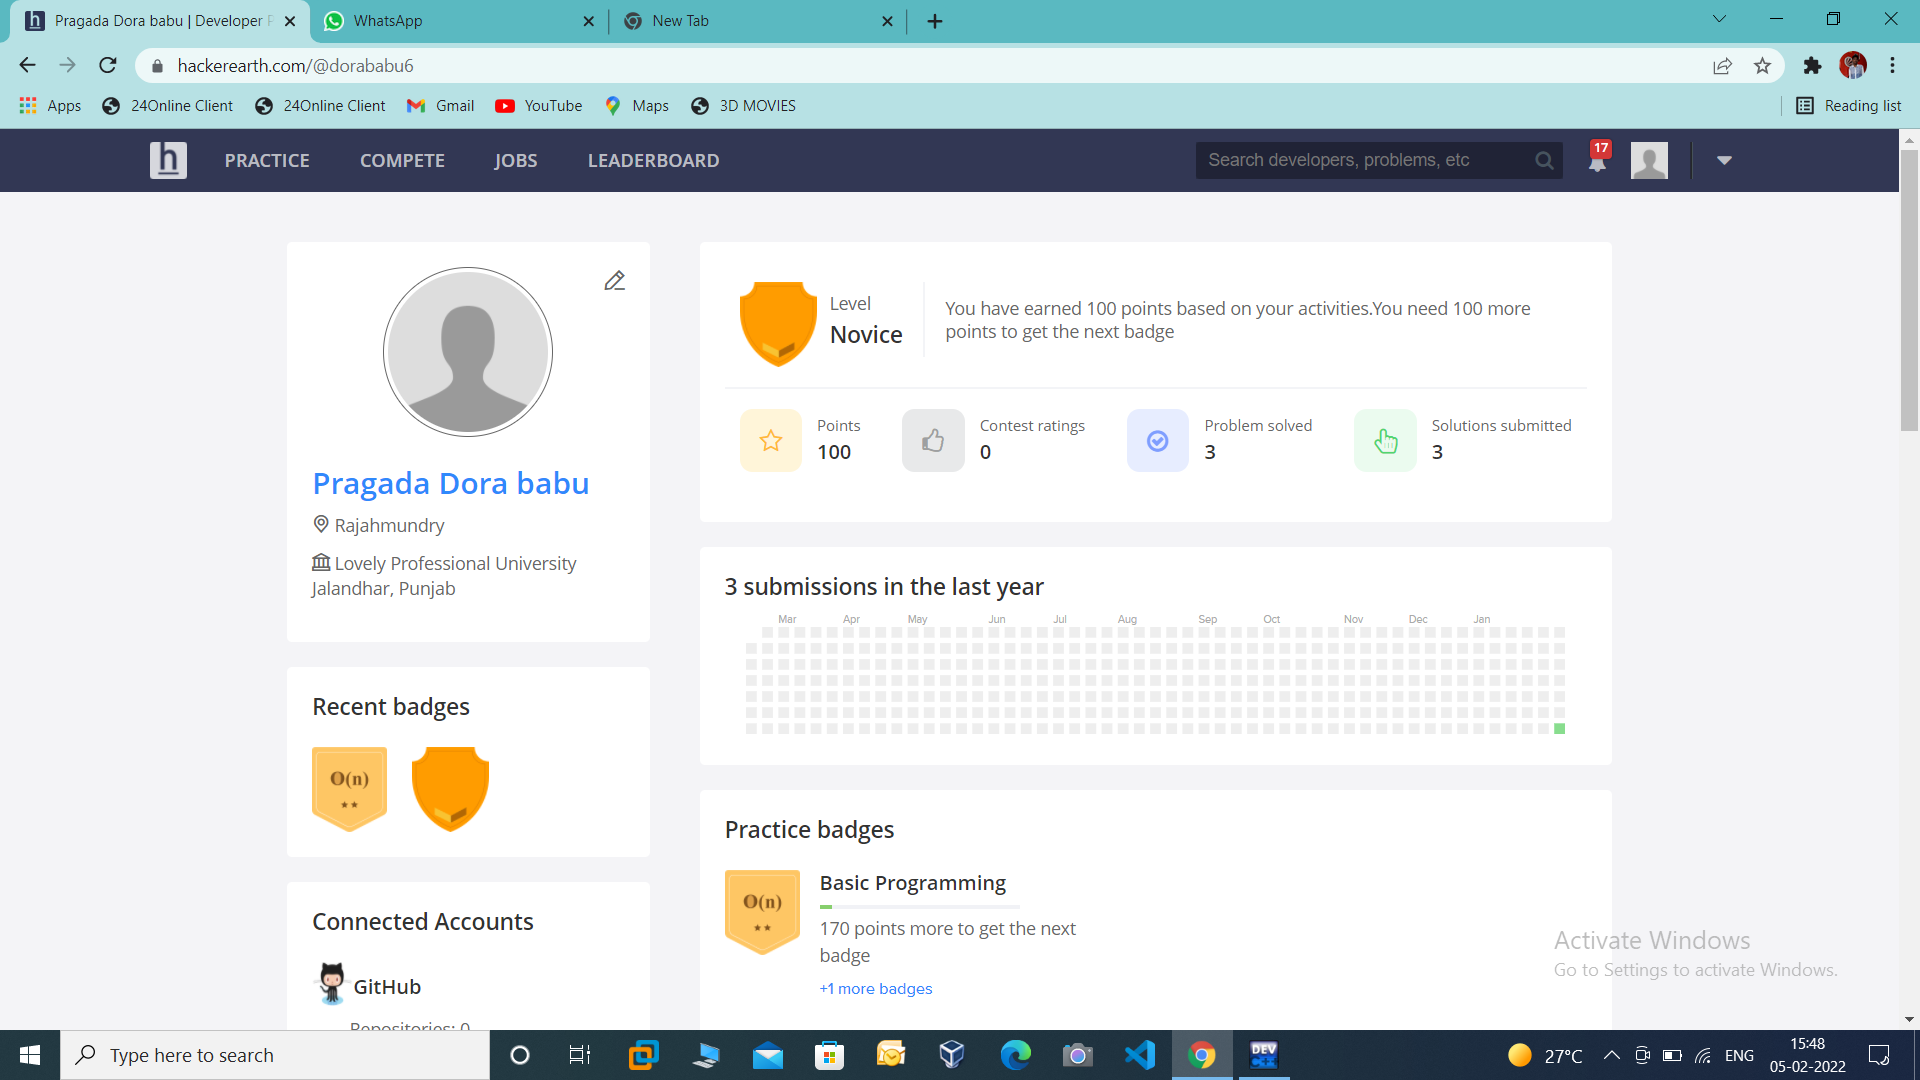 Pragada Dora babu | Developer P
WhatsApp
New Tab
hackerearth.com/@dorababu6
Apps
24Online Client
24Online Client
Gmail
YouTube
Maps
3D MOVIES
Reading list
h
PRACTICE
COMPETE
JOBS
LEADERBOARD
Search developers, problems, etc
17
Pragada Dora babu
Rajahmundry
Lovely Professional University
Jalandhar, Punjab
Recent badges
O(n)
Connected Accounts
GitHub
Repositories: 0
Level
Novice
You have earned 100 points based on your activities.You need 100 more
points to get the next badge
Points
100
Contest ratings
0
Problem solved
3
Solutions submitted
3
3 submissions in the last year
Mar Apr May Jun Jul Aug Sep Oct Nov Dec Jan
Practice badges
O(n)
Basic Programming
170 points more to get the next
badge
+1 more badges
Activate Windows
Go to Settings to activate Windows.
Type here to search
DEV
C++
27°C
ENG
15:48
05-02-2022